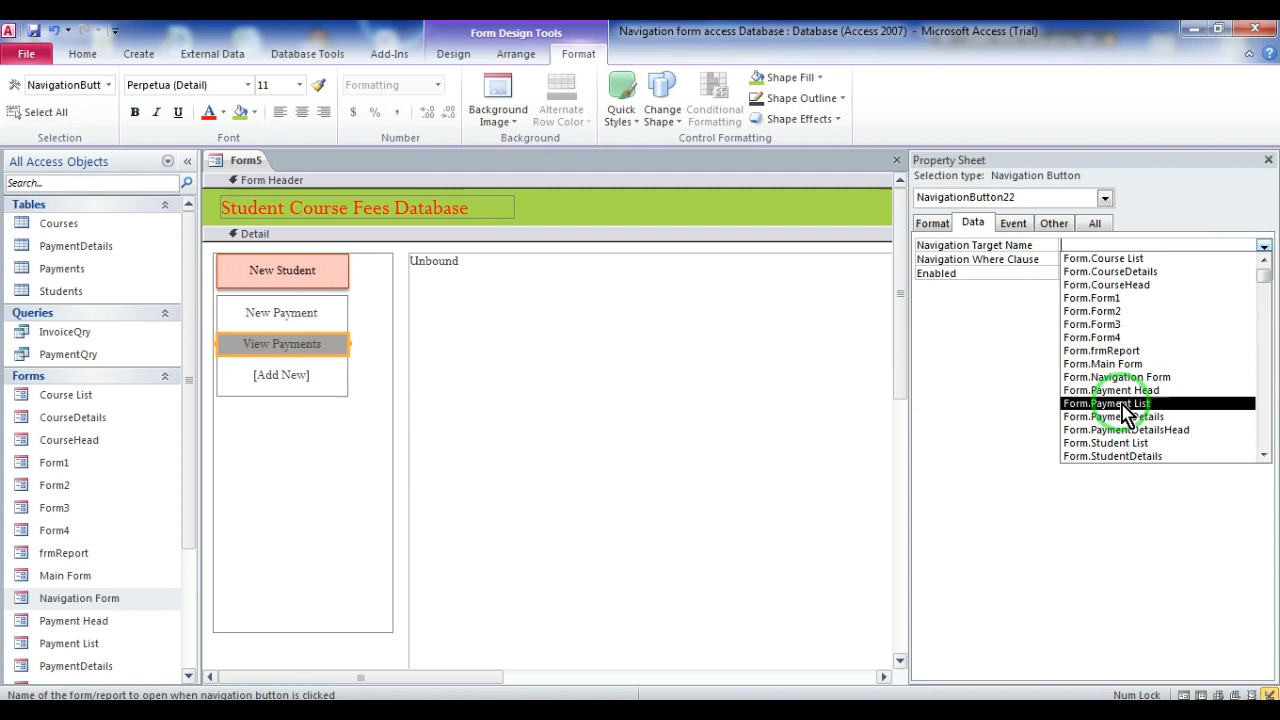 Form Design Tools
Navigation form access Database : Database (Access 2007) - Microsoft Access (Trial)
File Home Create External Data Database Tools Add-Ins Design Arrange Format
NavigationButt
Perpetua (Detail) 11
Formatting
Select All
B I U A
$ % ,
Background Image
Alternate Row Color
Quick Styles
Change Shape
Conditional Formatting
Shape Fill
Shape Outline
Shape Effects
Selection Font Number Background Control Formatting
All Access Objects
Search...
Tables
Courses
PaymentDetails
Payments
Students
Queries
InvoiceQry
PaymentQry
Forms
Course List
CourseDetails
CourseHead
Form1
Form2
Form3
Form4
frmReport
Main Form
Navigation Form
Payment Head
Payment List
PaymentDetails
Form5
Form Header
Student Course Fees Database
Detail
New Student
New Payment
View Payments
[Add New]
Unbound
Property Sheet
Selection type: Navigation Button
NavigationButton22
Format Data Event Other All
Navigation Target Name
Navigation Where Clause
Enabled
Form.Course List
Form.CourseDetails
Form.CourseHead
Form.Form1
Form.Form2
Form.Form3
Form.Form4
Form.frmReport
Form.Main Form
Form.Navigation Form
Form.Payment Head
Form.Payment List
Form.PaymentDetails
Form.PaymentDetailsHead
Form.Student List
Form.StudentDetails
Name of the form/report to open when navigation button is clicked
Num Lock